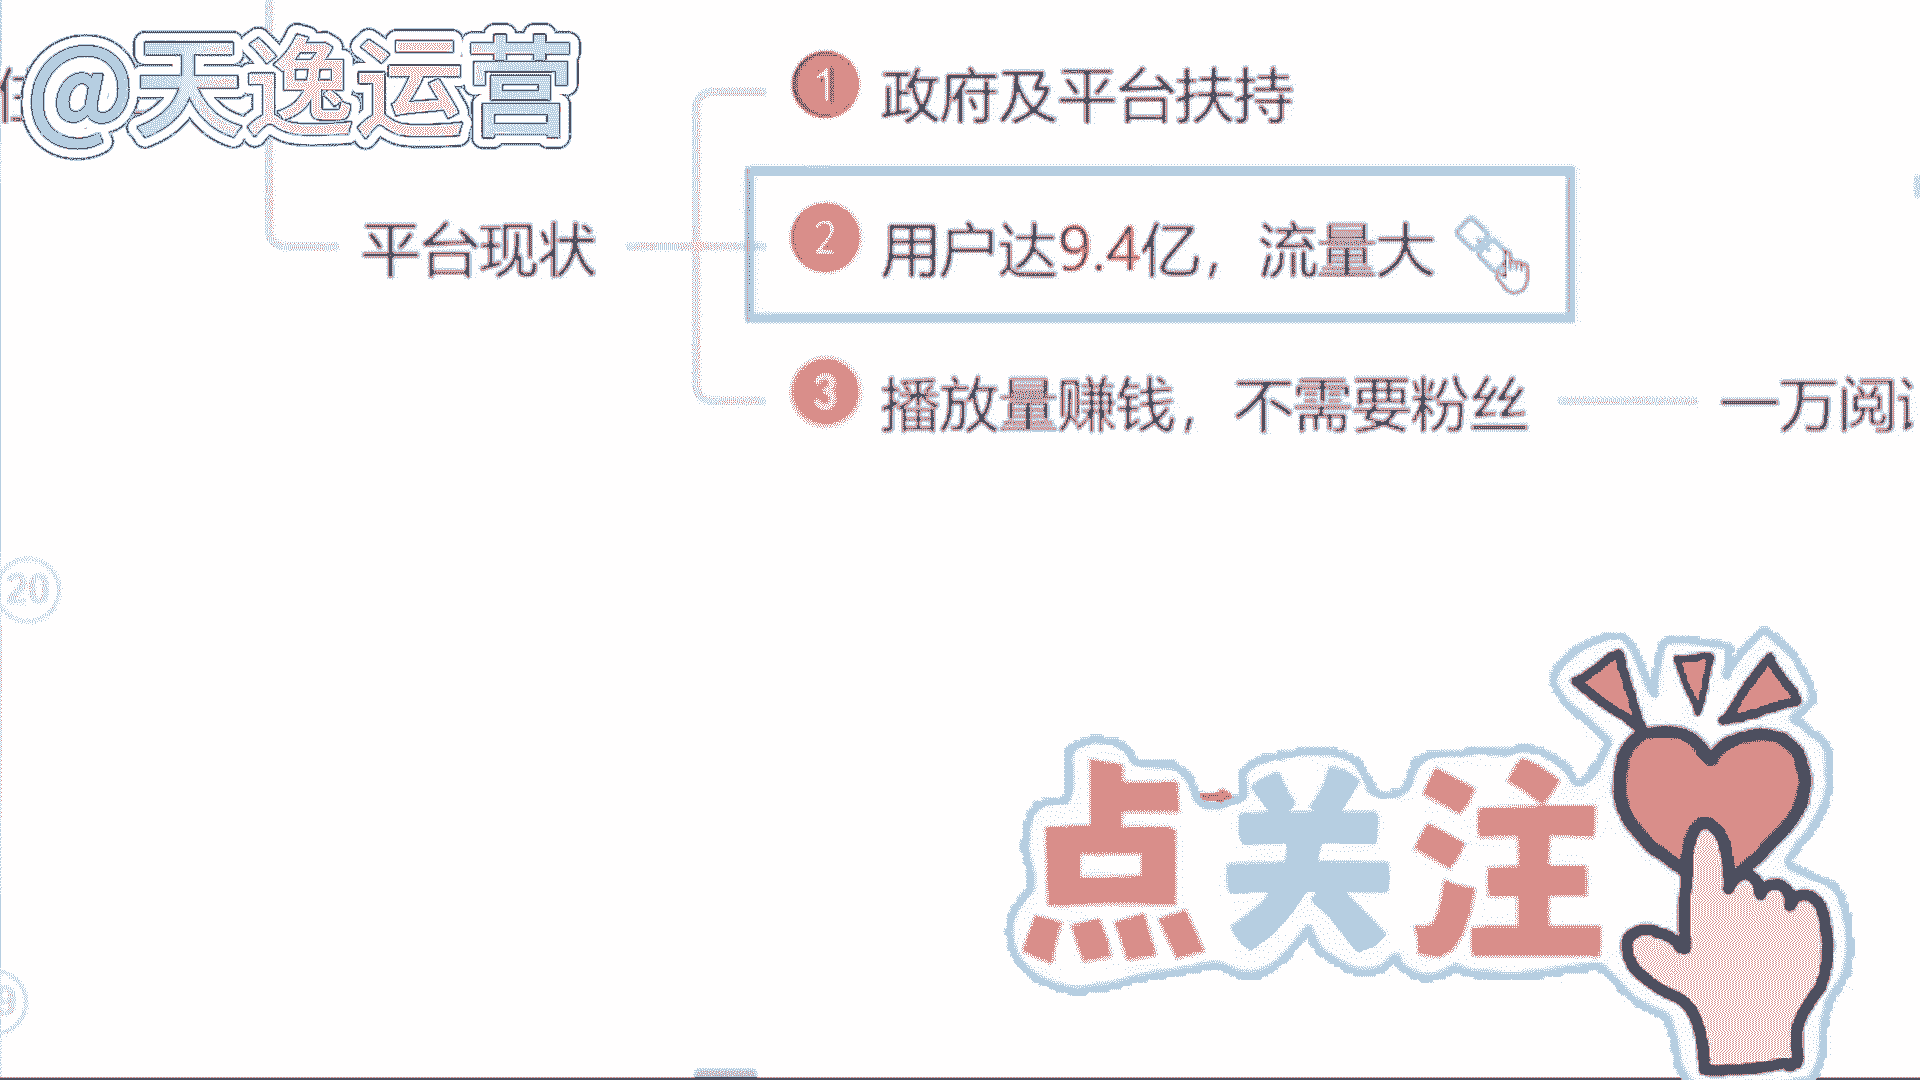 @天逸运营
1 政府及平台扶持
平台现状
2 用户达9.4亿，流量大
3 播放量赚钱，不需要粉丝
一万阅
20
点关注
9